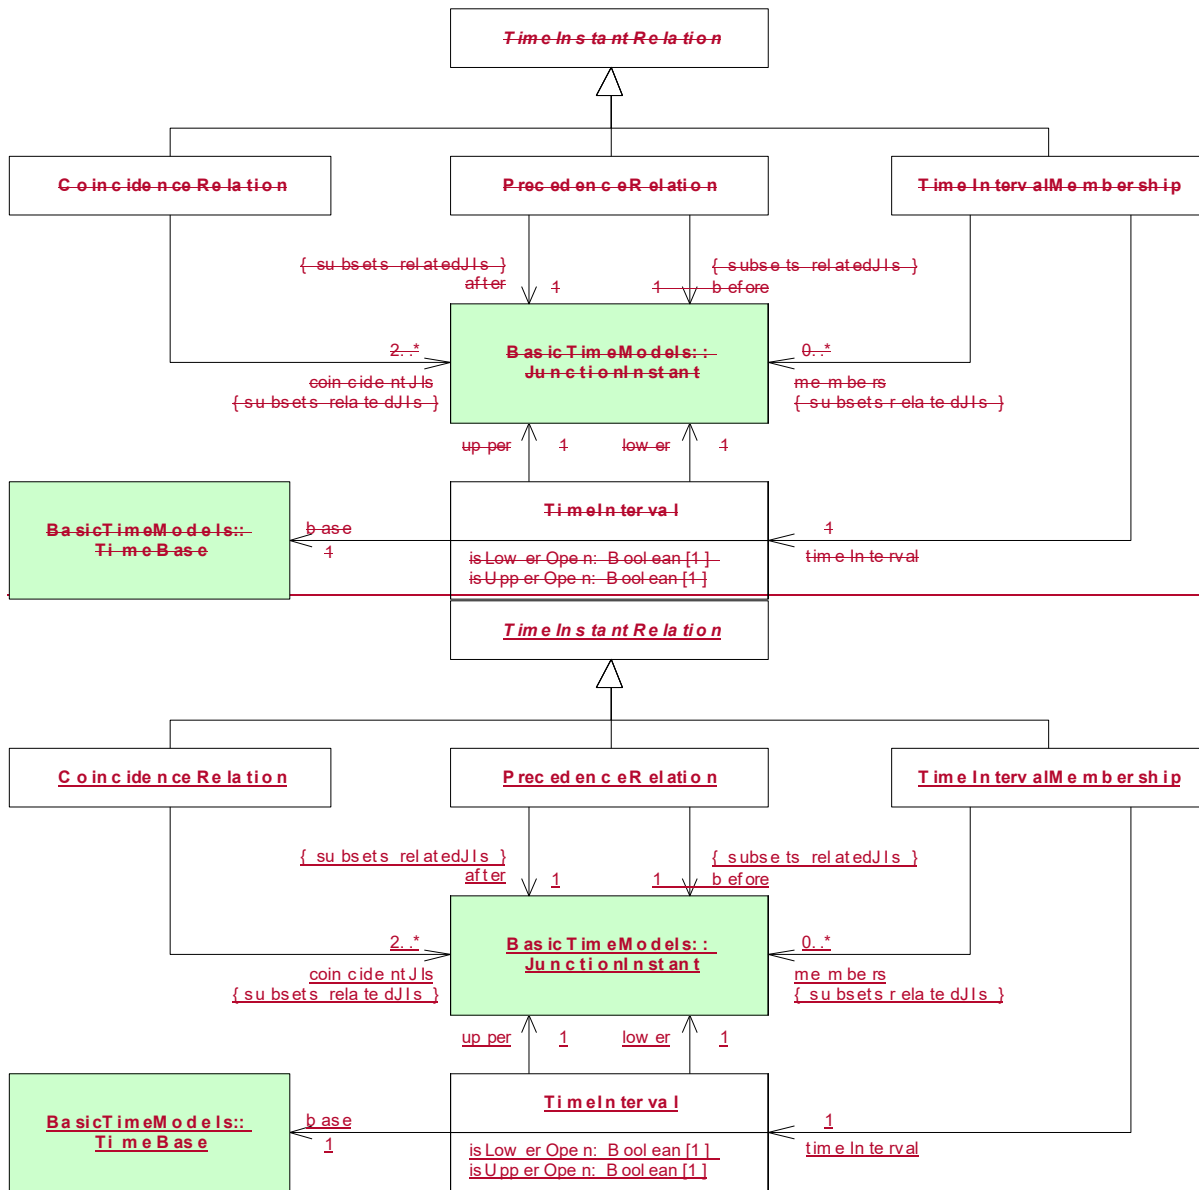 TimeInstantRelation
CoincidenceRelation
PrecedenceRelation
TimeIntervalMembership
{ subsets relatedJIs }
after
1
{ subsets relatedJIs }
1 before
BasicTimeModels::
JunctionInstant
2..*
coincidentJIs
{ subsets relatedJIs }
0..*
members
{ subsets relatedJIs }
upper
1
lower
1
BasicTimeModels::
TimeBase
base
1
TimeInterval
isLowerOpen: Boolean [1]
isUpperOpen: Boolean [1]
1
timeInterval
TimeInstantRelation
CoincidenceRelation
PrecedenceRelation
TimeIntervalMembership
{ subsets relatedJIs }
after
1
{ subsets relatedJIs }
1 before
BasicTimeModels::
JunctionInstant
2..*
coincidentJIs
{ subsets relatedJIs }
0..*
members
{ subsets relatedJIs }
upper
1
lower
1
BasicTimeModels::
TimeBase
base
1
TimeInterval
isLowerOpen: Boolean [1]
isUpperOpen: Boolean [1]
1
timeInterval